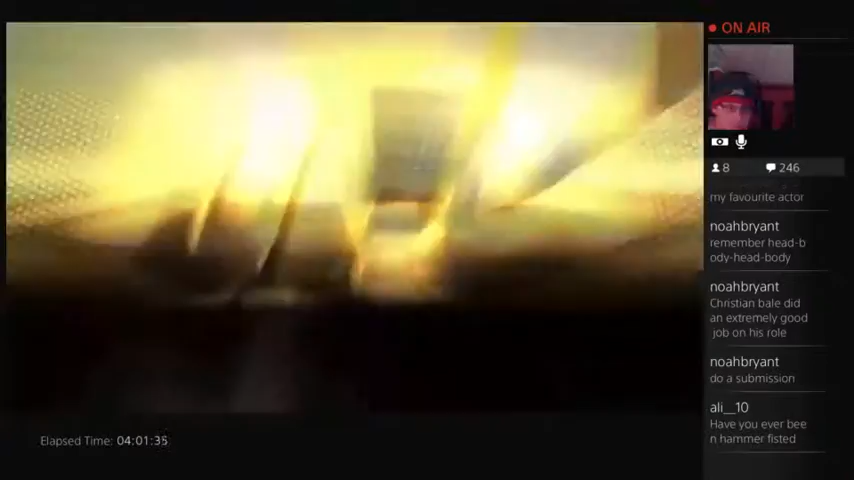 ON AIR
8 246
my favourite actor
noahbryant
remember head-b
ody-head-body
noahbryant
Christian bale did
an extremely good
job on his role
noahbryant
do a submission
ali__10
Have you ever bee
n hammer fisted
Elapsed Time: 04:01:35